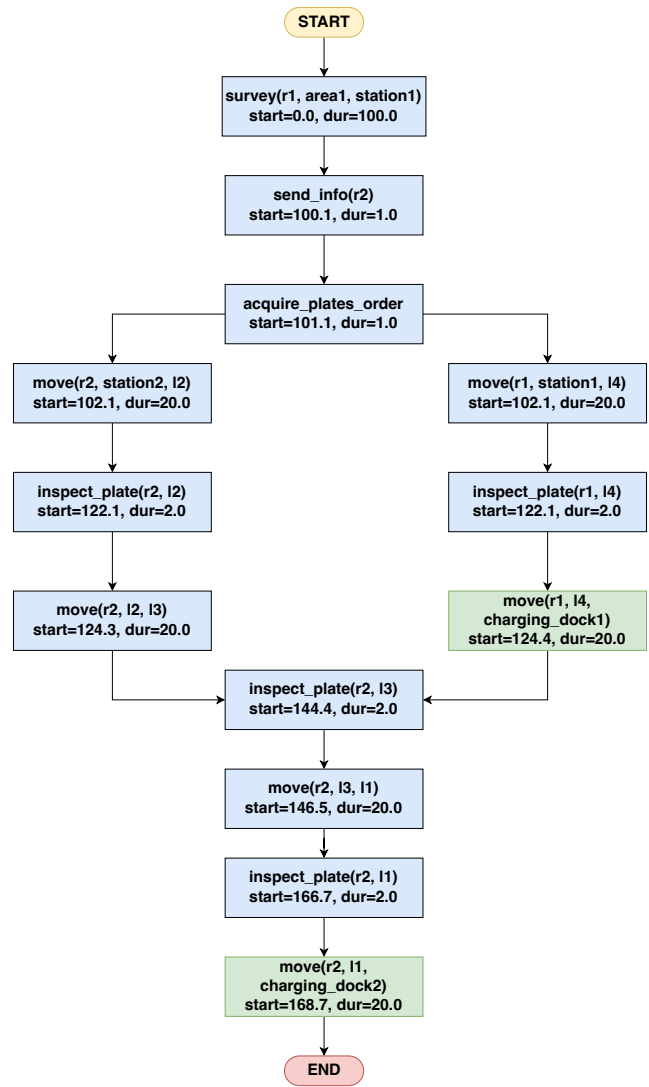 START
survey(r1, area1, station1)
start=0.0, dur=100.0
send_info(r2)
start=100.1, dur=1.0
acquire_plates_order
start=101.1, dur=1.0
move(r2, station2, l2)
start=102.1, dur=20.0
move(r1, station1, l4)
start=102.1, dur=20.0
inspect_plate(r2, l2)
start=122.1, dur=2.0
inspect_plate(r1, l4)
start=122.1, dur=2.0
move(r2, l2, l3)
start=124.3, dur=20.0
move(r1, l4,
charging_dock1)
start=124.4, dur=20.0
inspect_plate(r2, l3)
start=144.4, dur=2.0
move(r2, l3, l1)
start=146.5, dur=20.0
inspect_plate(r2, l1)
start=166.7, dur=2.0
move(r2, l1,
charging_dock2)
start=168.7, dur=20.0
END